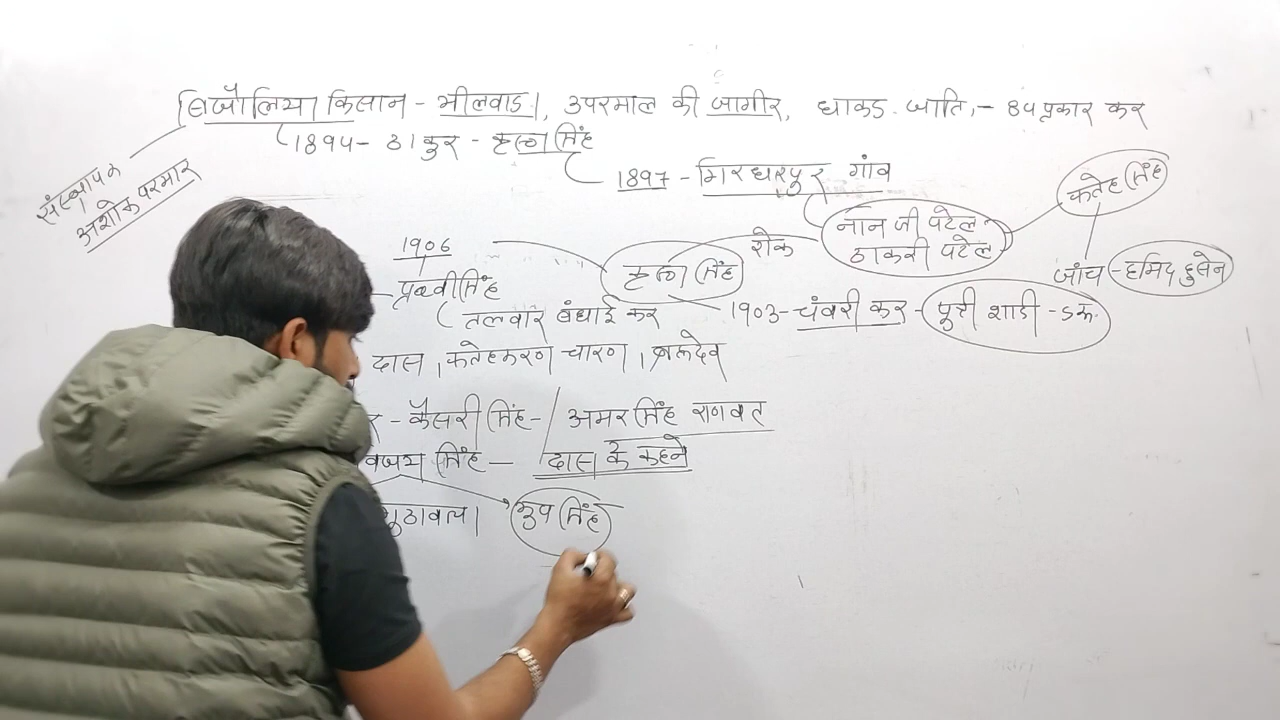 बिजौलिया किसान - भीलवाडा, उपरमाल की जागीर, धाकड जाति, - 84 प्रकार कर
1894 - ठाकुर - कृष्ण सिंह
संस्थापक
अशोक परमार
1897 - गिरधरपुर गांव
फतेह सिंह
नान जी पटेल
ठाकरी पटेल
1906
रोक
कृष्ण सिंह
जांच - हमिद हुसेन
पृथ्वीसिंह
तलवार बंधाई कर
1903 - चंवरी कर - पुत्री शादी - 5रू.
दास, फतेहकरण चारण, ब्रह्मदेव
र - केसरी सिंह - अमर सिंह राणावत
विजय सिंह - दास के कहने
भुप सिंह